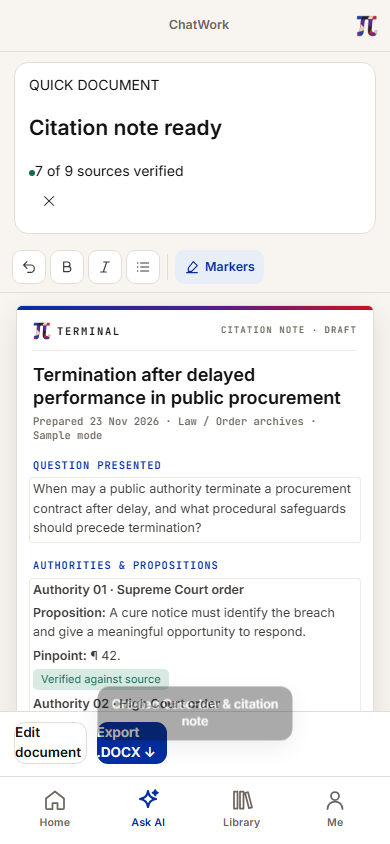 ChatWork
QUICK DOCUMENT
Citation note ready
7 of 9 sources verified
B
I
Markers
TERMINAL
CITATION NOTE · DRAFT
Termination after delayed
performance in public procurement
Prepared 23 Nov 2026 · Law / Order archives ·
Sample mode
QUESTION PRESENTED
When may a public authority terminate a procurement
contract after delay, and what procedural safeguards
should precede termination?
AUTHORITIES & PROPOSITIONS
Authority 01 · Supreme Court order
Proposition: A cure notice must identify the breach
and give a meaningful opportunity to respond.
Pinpoint: ¶ 42.
Verified against source
Authority 02 · High Court order
& citation
note
Edit
document
Export
.DOCX ↓
Home
Ask AI
Library
Me